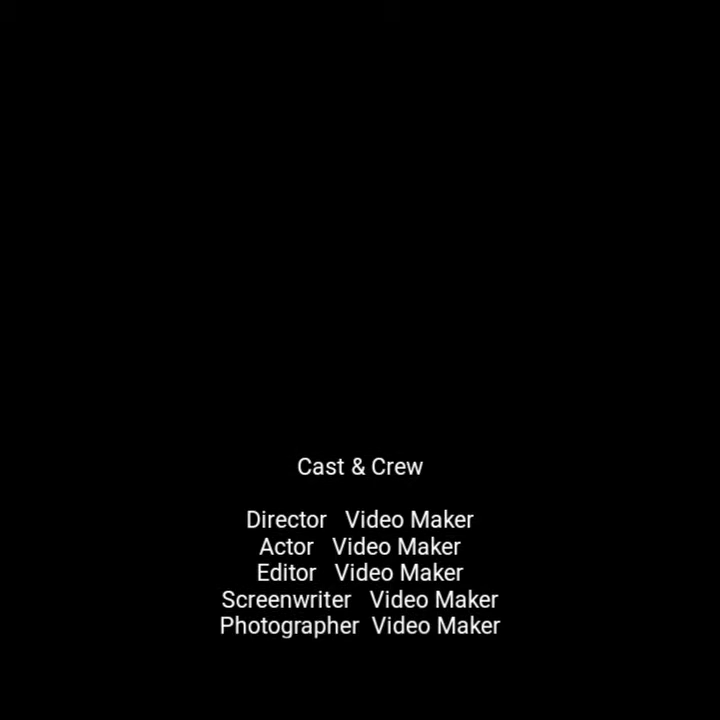 Cast & Crew
Director Video Maker
Actor Video Maker
Editor Video Maker
Screenwriter Video Maker
Photographer Video Maker